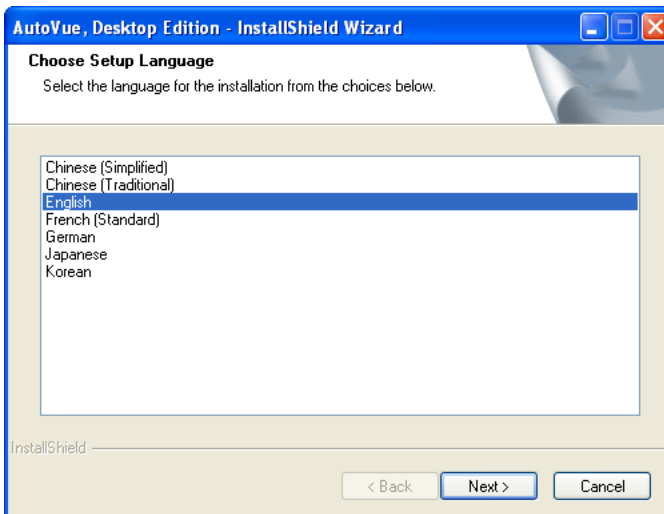 AutoVue, Desktop Edition - InstallShield Wizard
Choose Setup Language
Select the language for the installation from the choices below.
Chinese (Simplified)
Chinese (Traditional)
English
French (Standard)
German
Japanese
Korean
InstallShield
< Back
Next >
Cancel